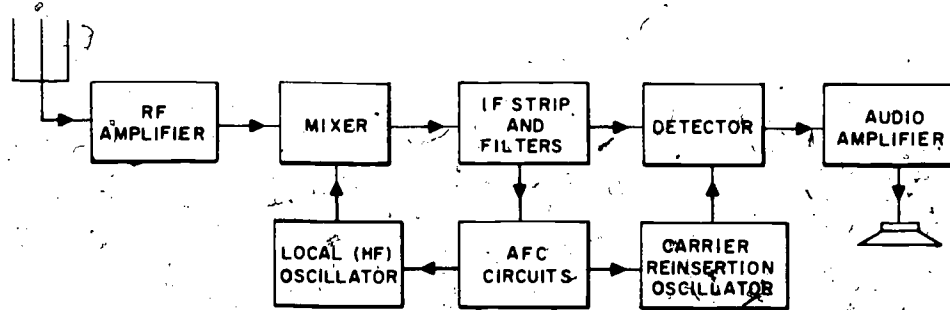 RF
AMPLIFIER
MIXER
IF STRIP
AND
FILTERS
DETECTOR
AUDIO
AMPLIFIER
LOCAL (HF)
OSCILLATOR
AFC
CIRCUITS
CARRIER
REINSERTION
OSCILLATOR